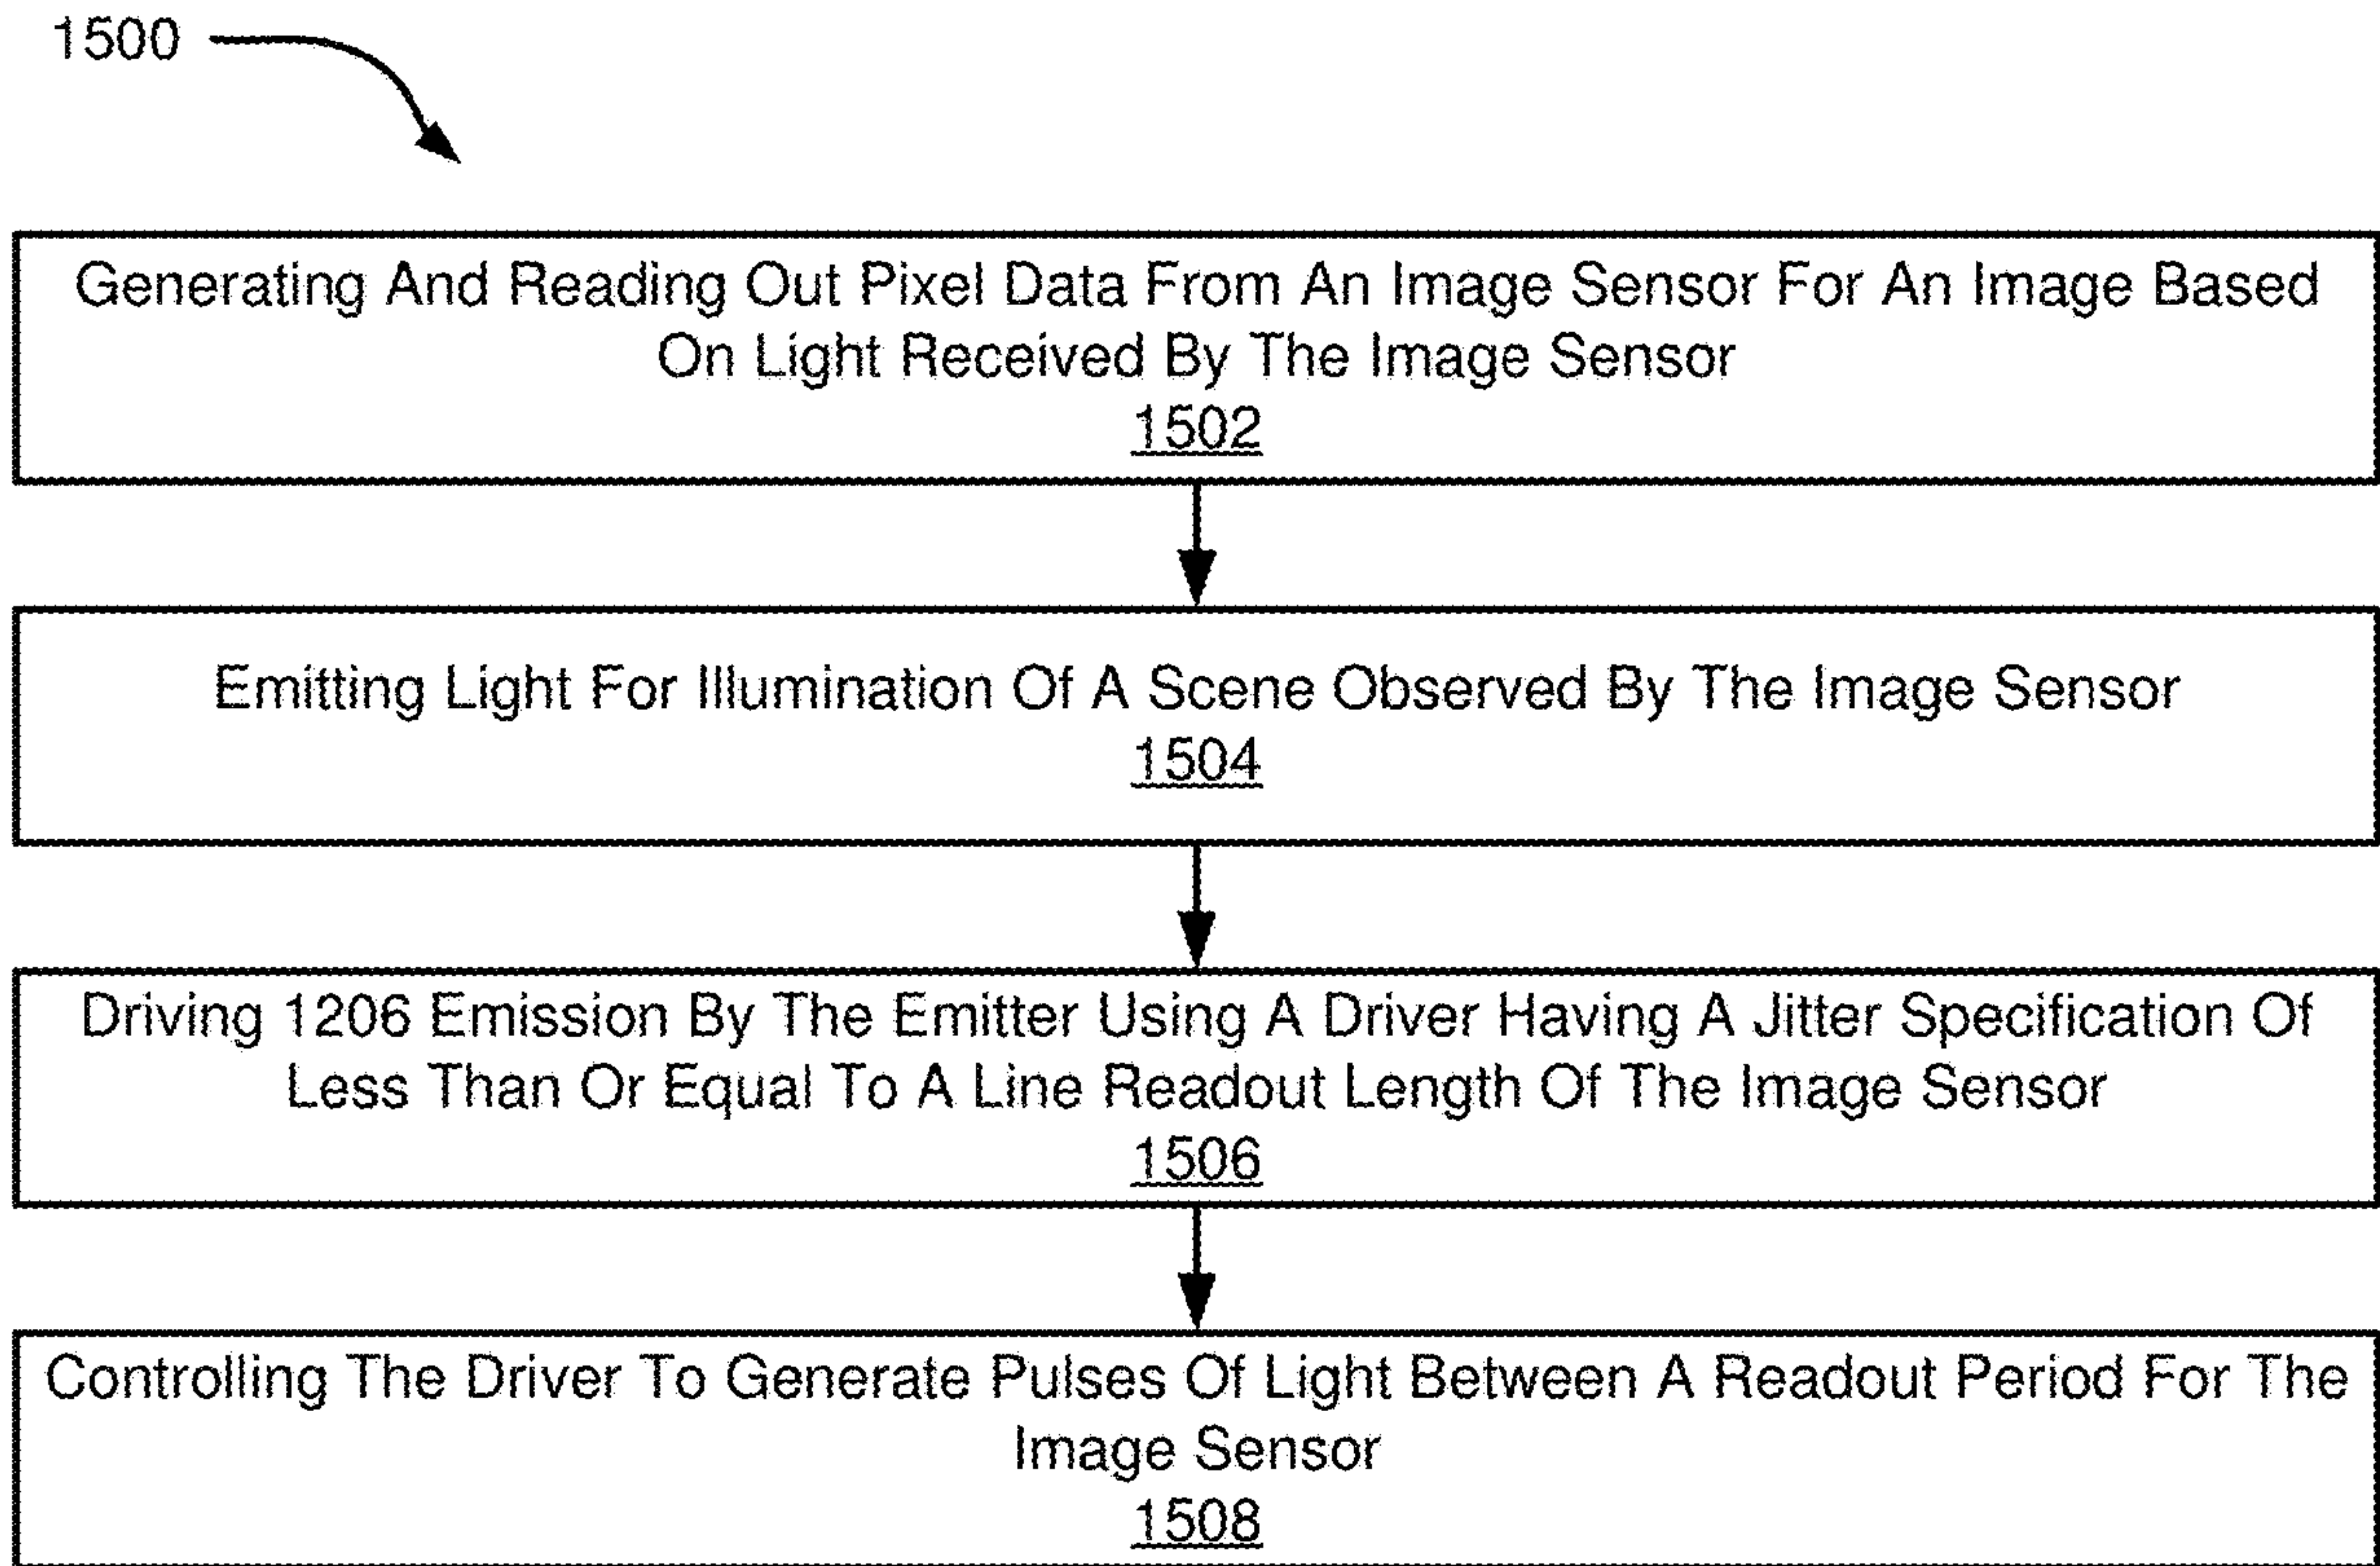 1500
Generating And Reading Out Pixel Data From An Image Sensor For An Image Based
On Light Received By The Image Sensor
1502
Emitting Light For Illumination Of A Scene Observed By The Image Sensor
1504
Driving 1206 Emission By The Emitter Using A Driver Having A Jitter Specification Of
Less Than Or Equal To A Line Readout Length Of The Image Sensor
1506
Controlling The Driver To Generate Pulses Of Light Between A Readout Period For The
Image Sensor
1508